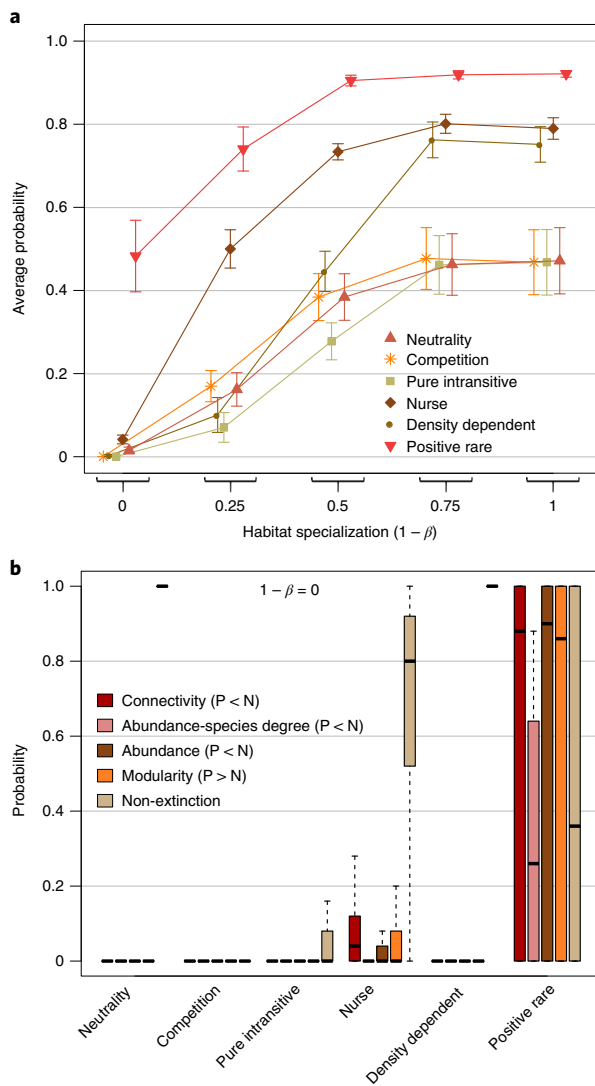 a
1.0
0.8
0.6
0.4
0.2
0
Average probability
Neutrality
Competition
Pure intransitive
Nurse
Density dependent
Positive rare
0
0.25
0.5
0.75
1
Habitat specialization (1 − β)
b
1 − β = 0
1.0
0.8
0.6
0.4
0.2
0
Probability
Connectivity (P < N)
Abundance-species degree (P < N)
Abundance (P < N)
Modularity (P > N)
Non-extinction
Neutrality
Competition
Pure intransitive
Nurse
Density dependent
Positive rare